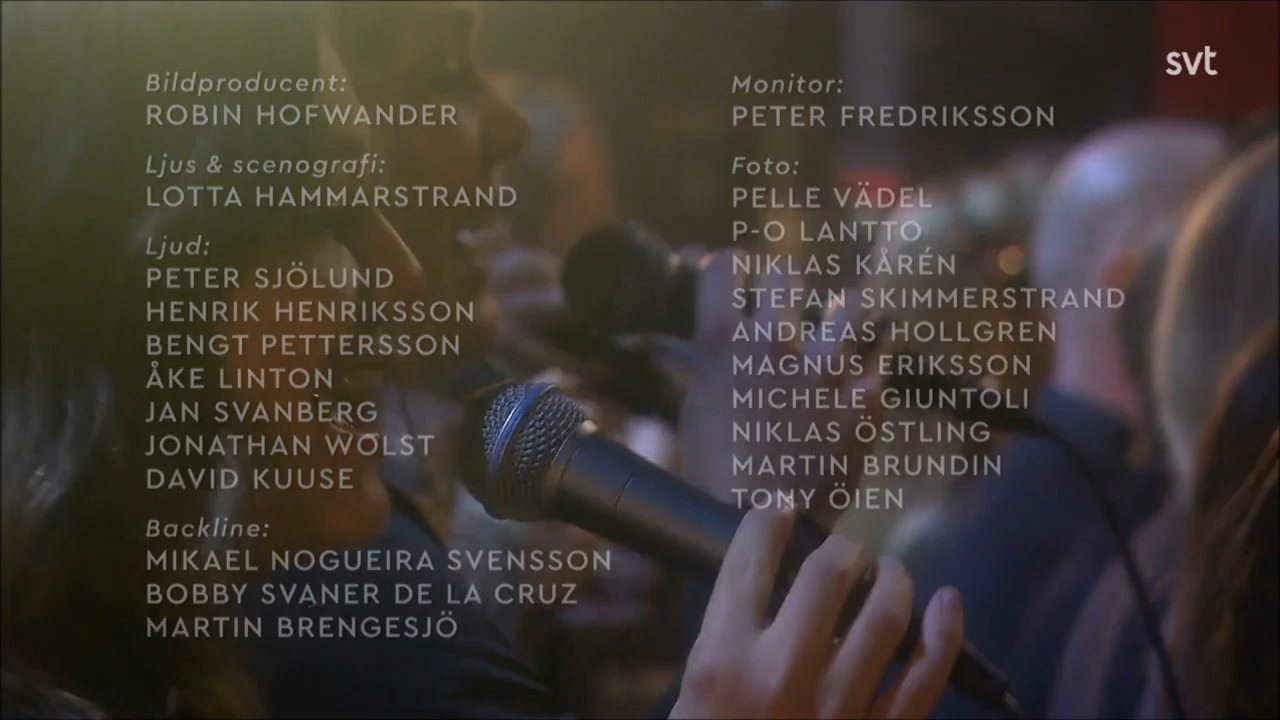 svt
Bildproducent:
ROBIN HOFWANDER
Ljus & scenografi:
LOTTA HAMMARSTRAND
Ljud:
PETER SJÖLUND
HENRIK HENRIKSSON
BENGT PETTERSSON
ÅKE LINTON
JAN SVANBERG
JONATHAN WOLST
DAVID KUUSE
Backline:
MIKAEL NOGUEIRA SVENSSON
BOBBY SVANER DE LA CRUZ
MARTIN BRENGESJÖ
Monitor:
PETER FREDRIKSSON
Foto:
PELLE VÄDEL
P-O LANTTO
NIKLAS KÅRÉN
STEFAN SKIMMERSTRAND
ANDREAS HOLLGREN
MAGNUS ERIKSSON
MICHELE GIUNTOLI
NIKLAS ÖSTLING
MARTIN BRUNDIN
TONY ÖIEN